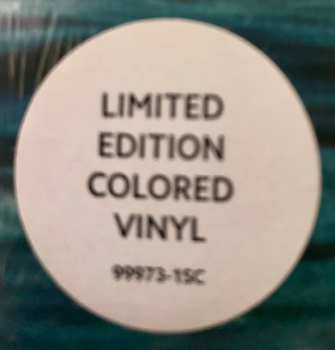 LIMITED
EDITION
COLORED
VINYL
99973-1SC